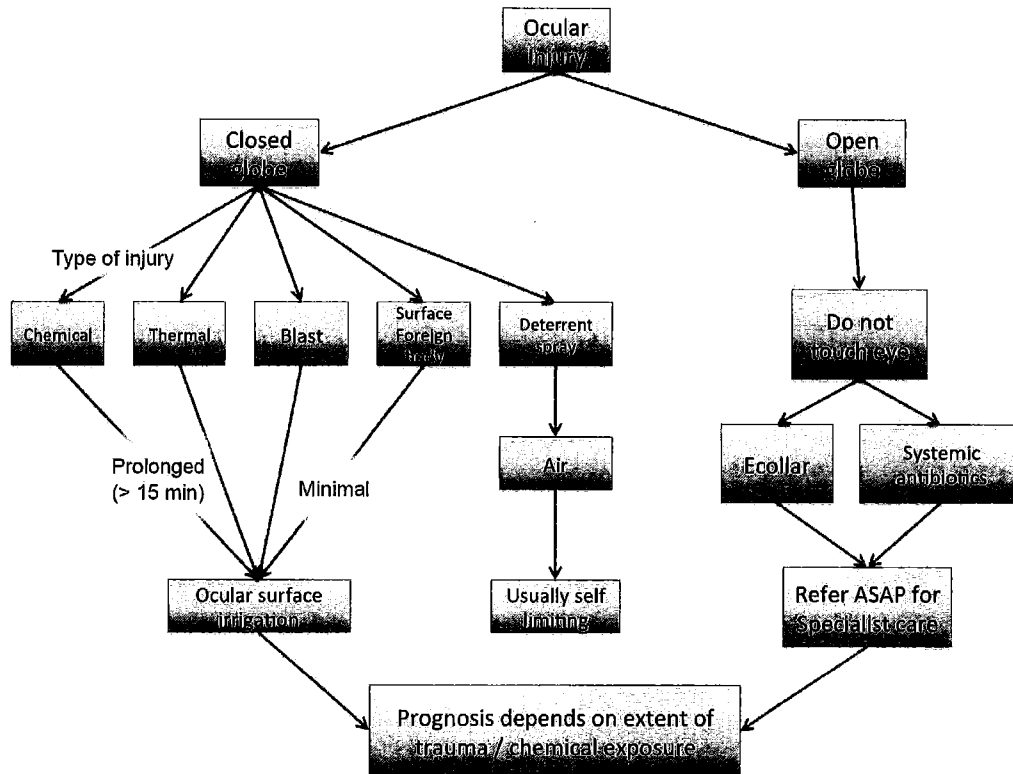 Ocular
injury
Closed
globe
Open
globe
Type of injury
Chemical
Thermal
Blast
Surface
Foreign
body
Deterrent
spray
Do not
touch eye
Prolonged
(> 15 min)
Minimal
Air
Ecollar
Systemic
antibiotics
Ocular surface
irrigation
Usually self
limiting
Refer ASAP for
Specialist care
Prognosis depends on extent of
trauma / chemical exposure